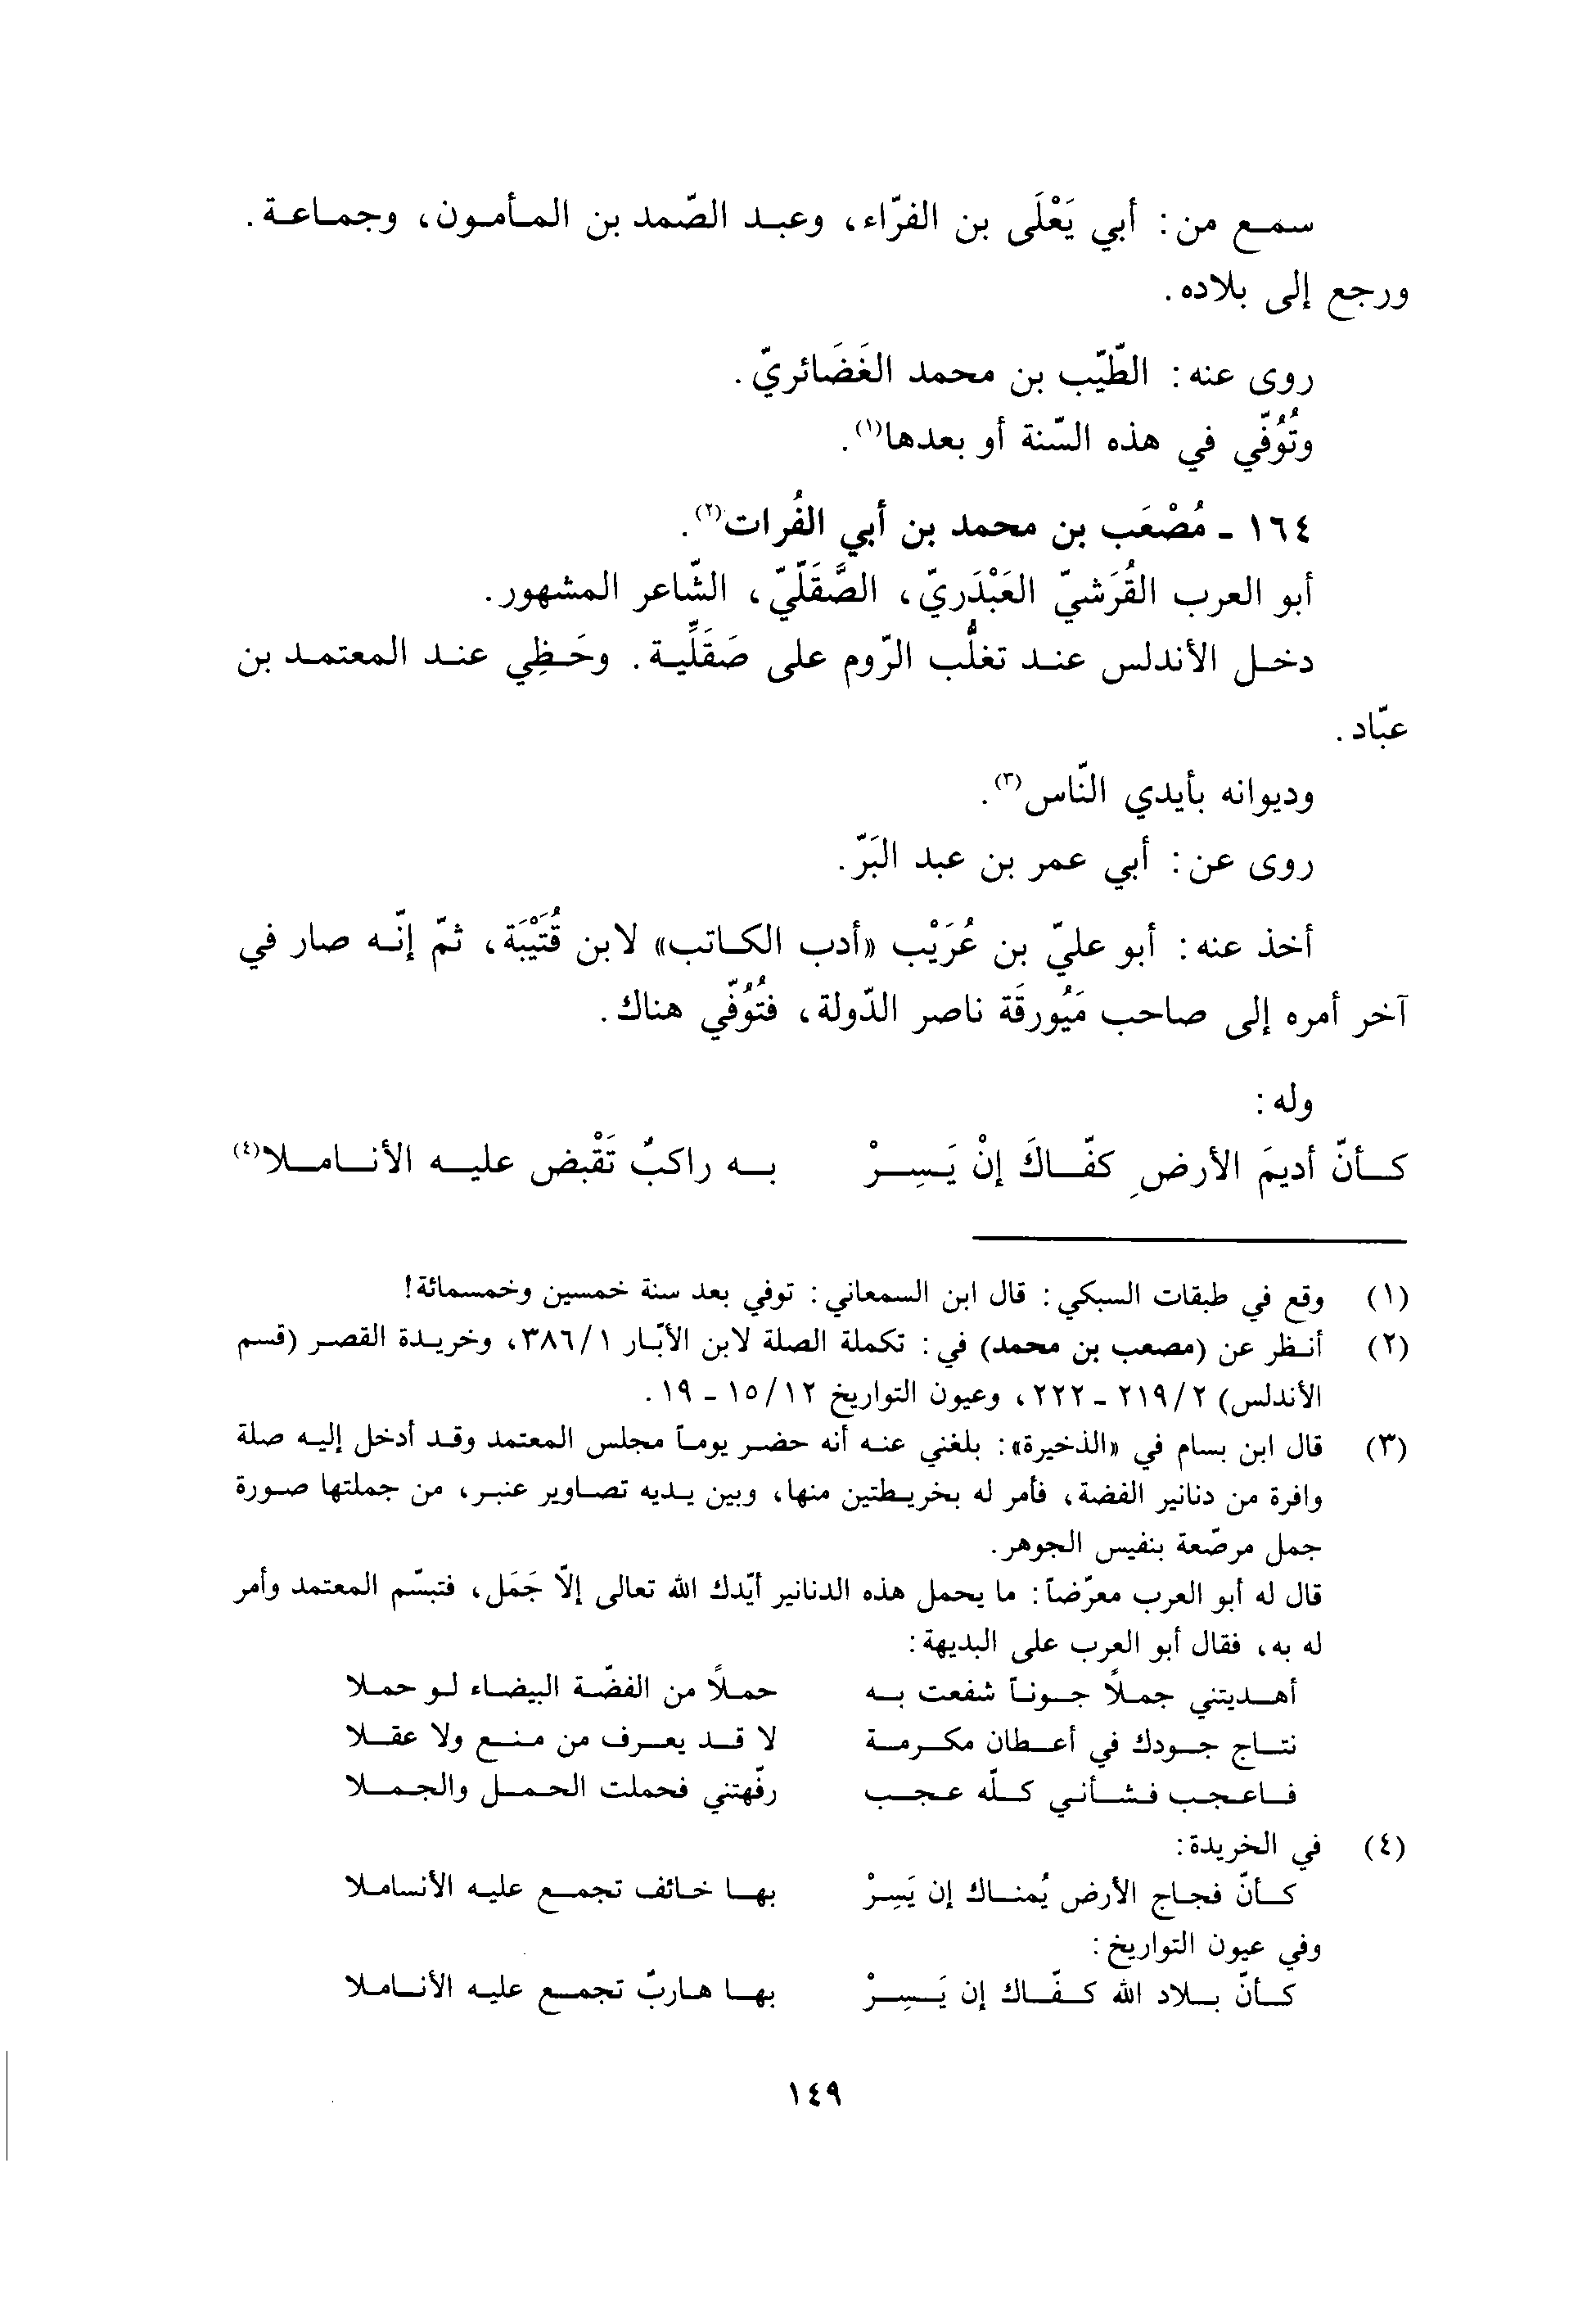 سمع من: أبي يَعْلَى بن الفرّاء، وعبد الصّمد بن المأمون، وجماعة.
ورجع إلى بلاده.
روى عنه: الطّيّب بن محمد الغَضَائريّ.
وتُوُفّي في هذه السّنة أو بعدها(١).
١٦٤ ـ مُصْعَب بن محمد بن أبي الفُرات(٢).
أبو العرب القُرَشيّ العَبْدَريّ، الصَّقَلّيّ، الشّاعر المشهور.
دخل الأندلس عند تغلُّب الرّوم على صَقَلِّية. وحَظِي عند المعتمد بن
عبّاد.
وديوانه بأيدي النّاس(٣).
روى عن: أبي عمر بن عبد البَرّ.
أخذ عنه: أبو عليّ بن عُرَيْب «أدب الكاتب» لابن قُتَيْبَة، ثمّ إنّه صار في
آخر أمره إلى صاحب مَيُورقَة ناصر الدّولة، فتُوُفّي هناك.
وله:
كأنّ أديمَ الأرضِ كفّاكَ إنْ يَسِرْ به راكبٌ تَقْبض عليه الأناملا(٤)
(١) وقع في طبقات السبكي: قال ابن السمعاني: توفي بعد سنة خمسين وخمسمائة!
(٢) أنظر عن (مصعب بن محمد) في: تكملة الصلة لابن الأبّار ٣٨٦/١، وخريدة القصر (قسم
الأندلس) ٢١٩/٢ ـ ٢٢٢، وعيون التواريخ ١٥/١٢ ـ ١٩.
(٣) قال ابن بسام في «الذخيرة»: بلغني عنه أنه حضر يوماً مجلس المعتمد وقد أدخل إليه صلة
وافرة من دنانير الفضة، فأمر له بخريطتين منها، وبين يديه تصاوير عنبر، من جملتها صورة
جمل مرصّعة بنفيس الجوهر.
قال له أبو العرب معرّضاً: ما يحمل هذه الدنانير أيّدك الله تعالى إلاّ جَمَل، فتبسّم المعتمد وأمر
له به، فقال أبو العرب على البديهة:
أهديتني جملاً جوناً شفعت به حملاً من الفضّة البيضاء لو حملا
نتاج جودك في أعطان مكرمة لا قد يعرف من منع ولا عقلا
فاعجب فشأني كلّه عجب رفّهتني فحملت الحمل والجملا
(٤) في الخريدة:
كأنّ فجاج الأرض يُمناك إن يَسِرْ بها خائف تجمع عليه الأنساملا
وفي عيون التواريخ:
كأنّ بلاد الله كفّاك إن يَسِرْ بها هاربٌ تجمع عليه الأناملا
١٤٩